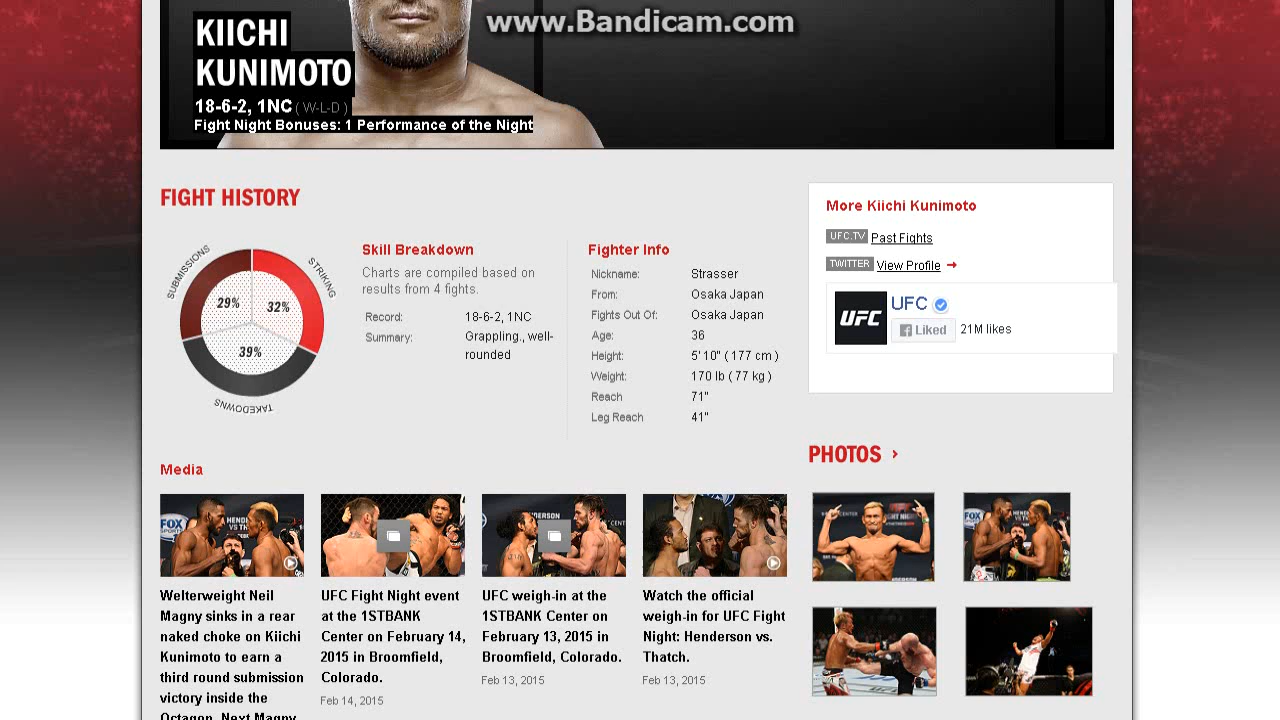 www.Bandicam.com
KIICHI
KUNIMOTO
18-6-2, 1NC ( W-L-D )
Fight Night Bonuses: 1 Performance of the Night
FIGHT HISTORY
SUBMISSIONS
STRIKING
TAKEDOWNS
29%
32%
39%
Skill Breakdown
Charts are compiled based on
results from 4 fights.
Record: 18-6-2, 1NC
Summary: Grappling., well-
rounded
Fighter Info
Nickname: Strasser
From: Osaka Japan
Fights Out Of: Osaka Japan
Age: 36
Height: 5' 10" ( 177 cm )
Weight: 170 lb ( 77 kg )
Reach 71"
Leg Reach 41"
More Kiichi Kunimoto
UFC.TV Past Fights
TWITTER View Profile
UFC
UFC
Liked 21M likes
Media
Welterweight Neil
Magny sinks in a rear
naked choke on Kiichi
Kunimoto to earn a
third round submission
victory inside the
Octagon. Next Magny
UFC Fight Night event
at the 1STBANK
Center on February 14,
2015 in Broomfield,
Colorado.
Feb 14, 2015
UFC weigh-in at the
1STBANK Center on
February 13, 2015 in
Broomfield, Colorado.
Feb 13, 2015
Watch the official
weigh-in for UFC Fight
Night: Henderson vs.
Thatch.
Feb 13, 2015
PHOTOS